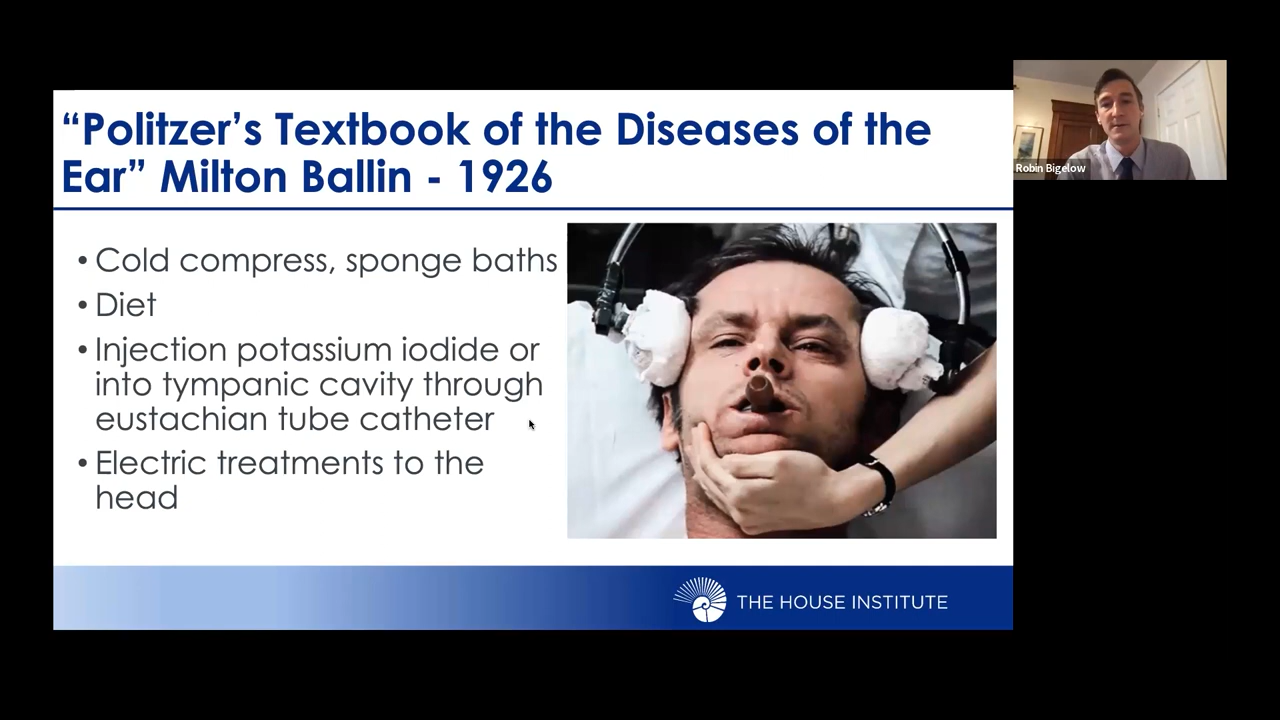 “Politzer’s Textbook of the Diseases of the
Ear” Milton Ballin - 1926
Robin Bigelow
• Cold compress, sponge baths
• Diet
• Injection potassium iodide or
into tympanic cavity through
eustachian tube catheter
• Electric treatments to the
head
THE HOUSE INSTITUTE